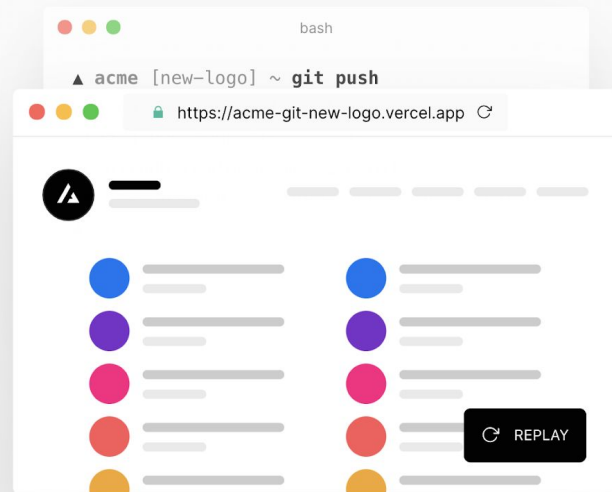 bash
▲ acme [new-logo] ~ git push
https://acme-git-new-logo.vercel.app
REPLAY